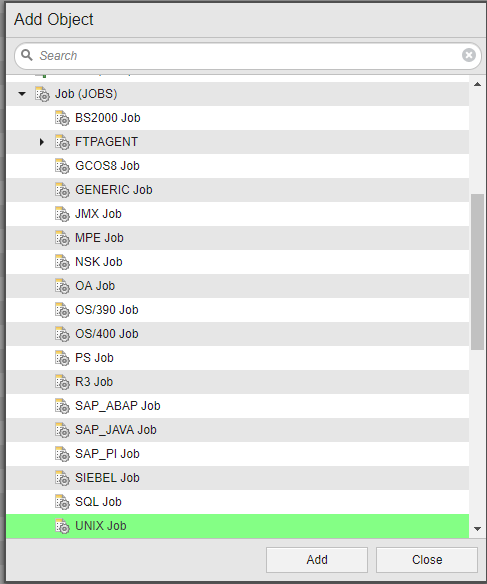 Add Object
Search
Job (JOBS)
BS2000 Job
FTPAGENT
GCOS8 Job
GENERIC Job
JMX Job
MPE Job
NSK Job
OA Job
OS/390 Job
OS/400 Job
PS Job
R3 Job
SAP_ABAP Job
SAP_JAVA Job
SAP_PI Job
SIEBEL Job
SQL Job
UNIX Job
Add Close